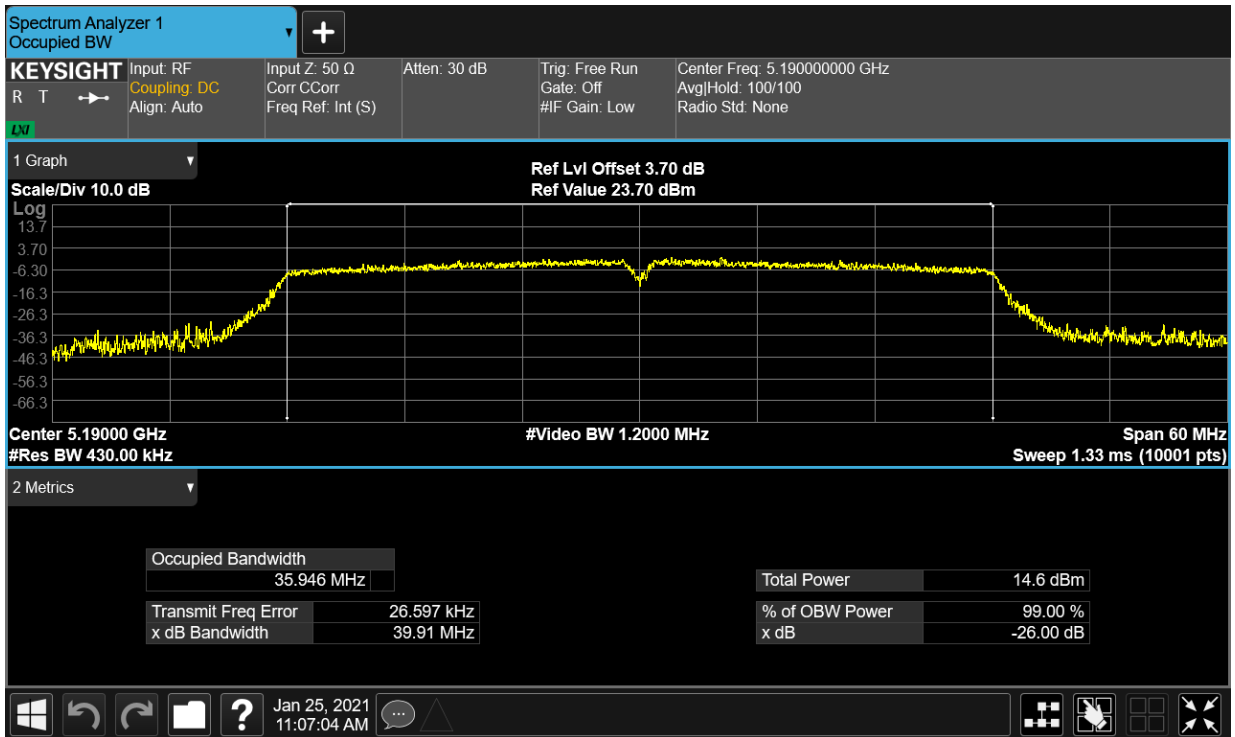 Spectrum Analyzer 1
Occupied BW
KEYSIGHT
R T
LXI
Input: RF
Coupling: DC
Align: Auto
Input Z: 50 Ω
Corr CCorr
Freq Ref: Int (S)
Atten: 30 dB
Trig: Free Run
Gate: Off
#IF Gain: Low
Center Freq: 5.190000000 GHz
Avg|Hold: 100/100
Radio Std: None
1 Graph
Scale/Div 10.0 dB
Ref Lvl Offset 3.70 dB
Ref Value 23.70 dBm
Log
13.7
3.70
-6.30
-16.3
-26.3
-36.3
-46.3
-56.3
-66.3
Center 5.19000 GHz
#Video BW 1.2000 MHz
Span 60 MHz
#Res BW 430.00 kHz
Sweep 1.33 ms (10001 pts)
2 Metrics
Occupied Bandwidth
35.946 MHz
Transmit Freq Error 26.597 kHz
x dB Bandwidth 39.91 MHz
Total Power 14.6 dBm
% of OBW Power 99.00 %
x dB -26.00 dB
?
Jan 25, 2021
11:07:04 AM